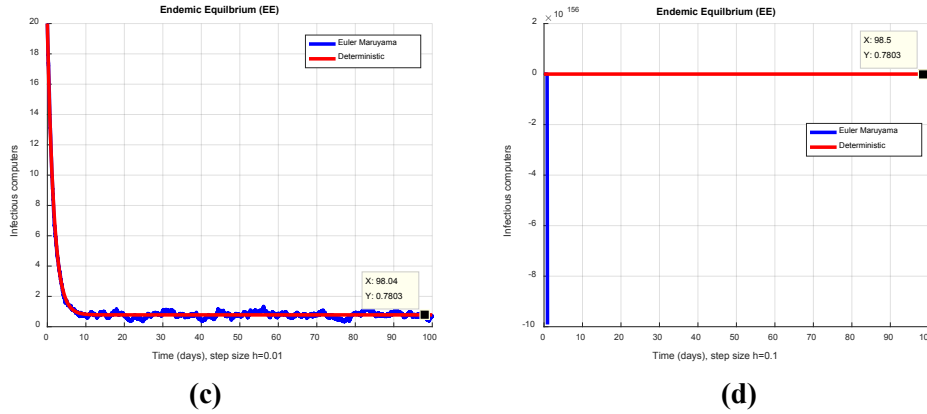 Endemic Equilbrium (EE)
20
18
16
14
12
10
8
6
4
2
0
Infectious computers
Euler Maruyama
Deterministic
X: 98.04
Y: 0.7803
0 10 20 30 40 50 60 70 80 90 100
Time (days), step size h=0.01
(c)
Endemic Equilbrium (EE)
2 × 10 156
0
-2
-4
-6
-8
-10
Infectious computers
X: 98.5
Y: 0.7803
Euler Maruyama
Deterministic
0 10 20 30 40 50 60 70 80 90 100
Time (days), step size h=0.1
(d)